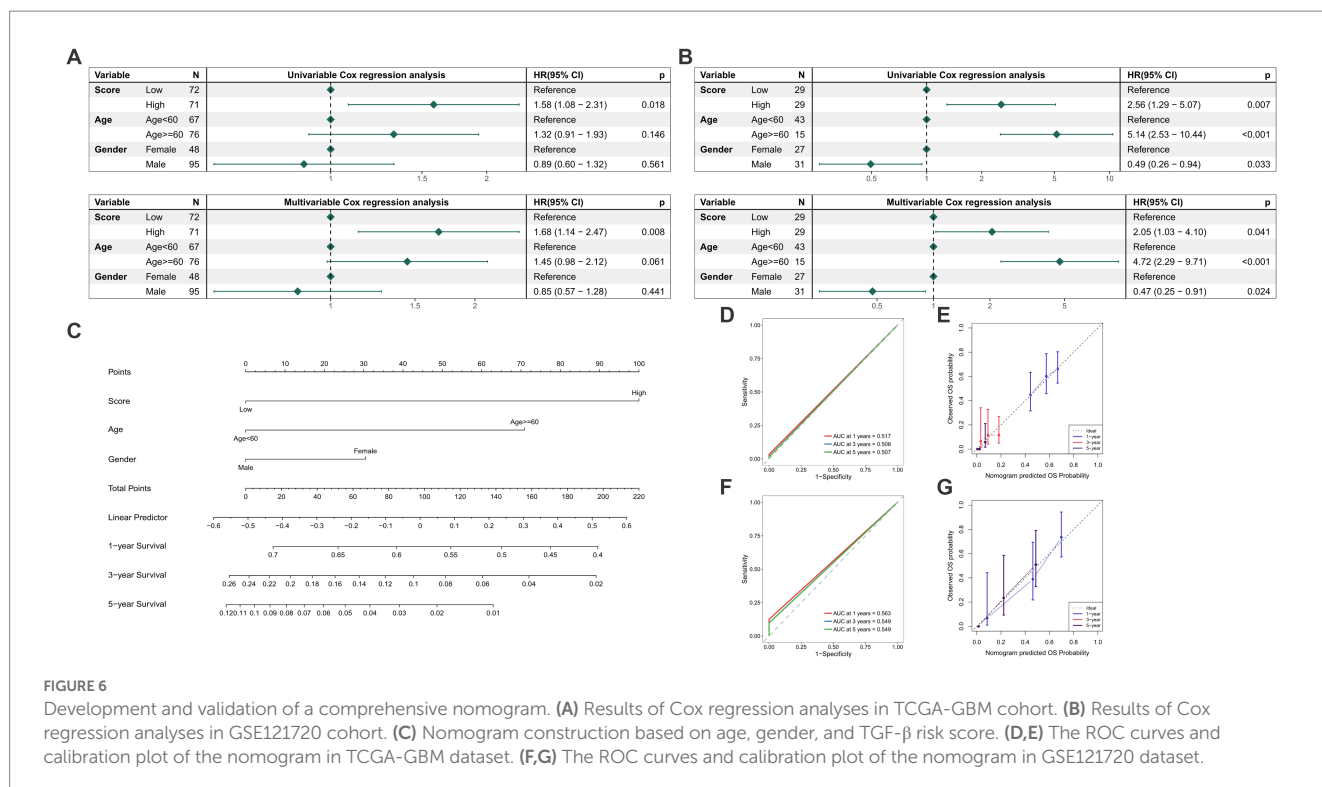 A
Variable N Univariable Cox regression analysis HR(95% CI) p
Score Low 72 Reference
High 71 1.58 (1.08 − 2.31) 0.018
Age Age<60 67 Reference
Age>=60 76 1.32 (0.91 − 1.93) 0.146
Gender Female 48 Reference
Male 95 0.89 (0.60 − 1.32) 0.561
1 1.5 2
Variable N Multivariable Cox regression analysis HR(95% CI) p
Score Low 72 Reference
High 71 1.68 (1.14 − 2.47) 0.008
Age Age<60 67 Reference
Age>=60 76 1.45 (0.98 − 2.12) 0.061
Gender Female 48 Reference
Male 95 0.85 (0.57 − 1.28) 0.441
1 1.5 2
B
Variable N Univariable Cox regression analysis HR(95% CI) p
Score Low 29 Reference
High 29 2.56 (1.29 − 5.07) 0.007
Age Age<60 43 Reference
Age>=60 15 5.14 (2.53 − 10.44) <0.001
Gender Female 27 Reference
Male 31 0.49 (0.26 − 0.94) 0.033
0.5 1 2 5 10
Variable N Multivariable Cox regression analysis HR(95% CI) p
Score Low 29 Reference
High 29 2.05 (1.03 − 4.10) 0.041
Age Age<60 43 Reference
Age>=60 15 4.72 (2.29 − 9.71) <0.001
Gender Female 27 Reference
Male 31 0.47 (0.25 − 0.91) 0.024
0.5 1 2 5
C
Points 0 10 20 30 40 50 60 70 80 90 100
Score Low High
Age Age<60 Age>=60
Gender Male Female
Total Points 0 20 40 60 80 100 120 140 160 180 200 220
Linear Predictor −0.6 −0.5 −0.4 −0.3 −0.2 −0.1 0 0.1 0.2 0.3 0.4 0.5 0.6
1−year Survival 0.7 0.65 0.6 0.55 0.5 0.45 0.4
3−year Survival 0.26 0.24 0.22 0.2 0.18 0.16 0.14 0.12 0.1 0.08 0.06 0.04 0.02
5−year Survival 0.120.11 0.1 0.09 0.08 0.07 0.06 0.05 0.04 0.03 0.02 0.01
D
Sensitivity
1.00
0.75
0.50
0.25
0.00
AUC at 1 years = 0.517
AUC at 3 years = 0.508
AUC at 5 years = 0.507
0.00 0.25 0.50 0.75 1.00
1−Specificity
E
Observed OS probability
1.0
0.8
0.6
0.4
0.2
0.0
Ideal
1−year
3−year
5−year
0.0 0.2 0.4 0.6 0.8 1.0
Nomogram predicted OS Probability
F
Sensitivity
1.00
0.75
0.50
0.25
0.00
AUC at 1 years = 0.563
AUC at 3 years = 0.549
AUC at 5 years = 0.549
0.00 0.25 0.50 0.75 1.00
1−Specificity
G
Observed OS probability
1.0
0.8
0.6
0.4
0.2
0.0
Ideal
1−year
3−year
5−year
0.0 0.2 0.4 0.6 0.8 1.0
Nomogram predicted OS Probability
FIGURE 6
Development and validation of a comprehensive nomogram. (A) Results of Cox regression analyses in TCGA-GBM cohort. (B) Results of Cox
regression analyses in GSE121720 cohort. (C) Nomogram construction based on age, gender, and TGF-β risk score. (D,E) The ROC curves and
calibration plot of the nomogram in TCGA-GBM dataset. (F,G) The ROC curves and calibration plot of the nomogram in GSE121720 dataset.